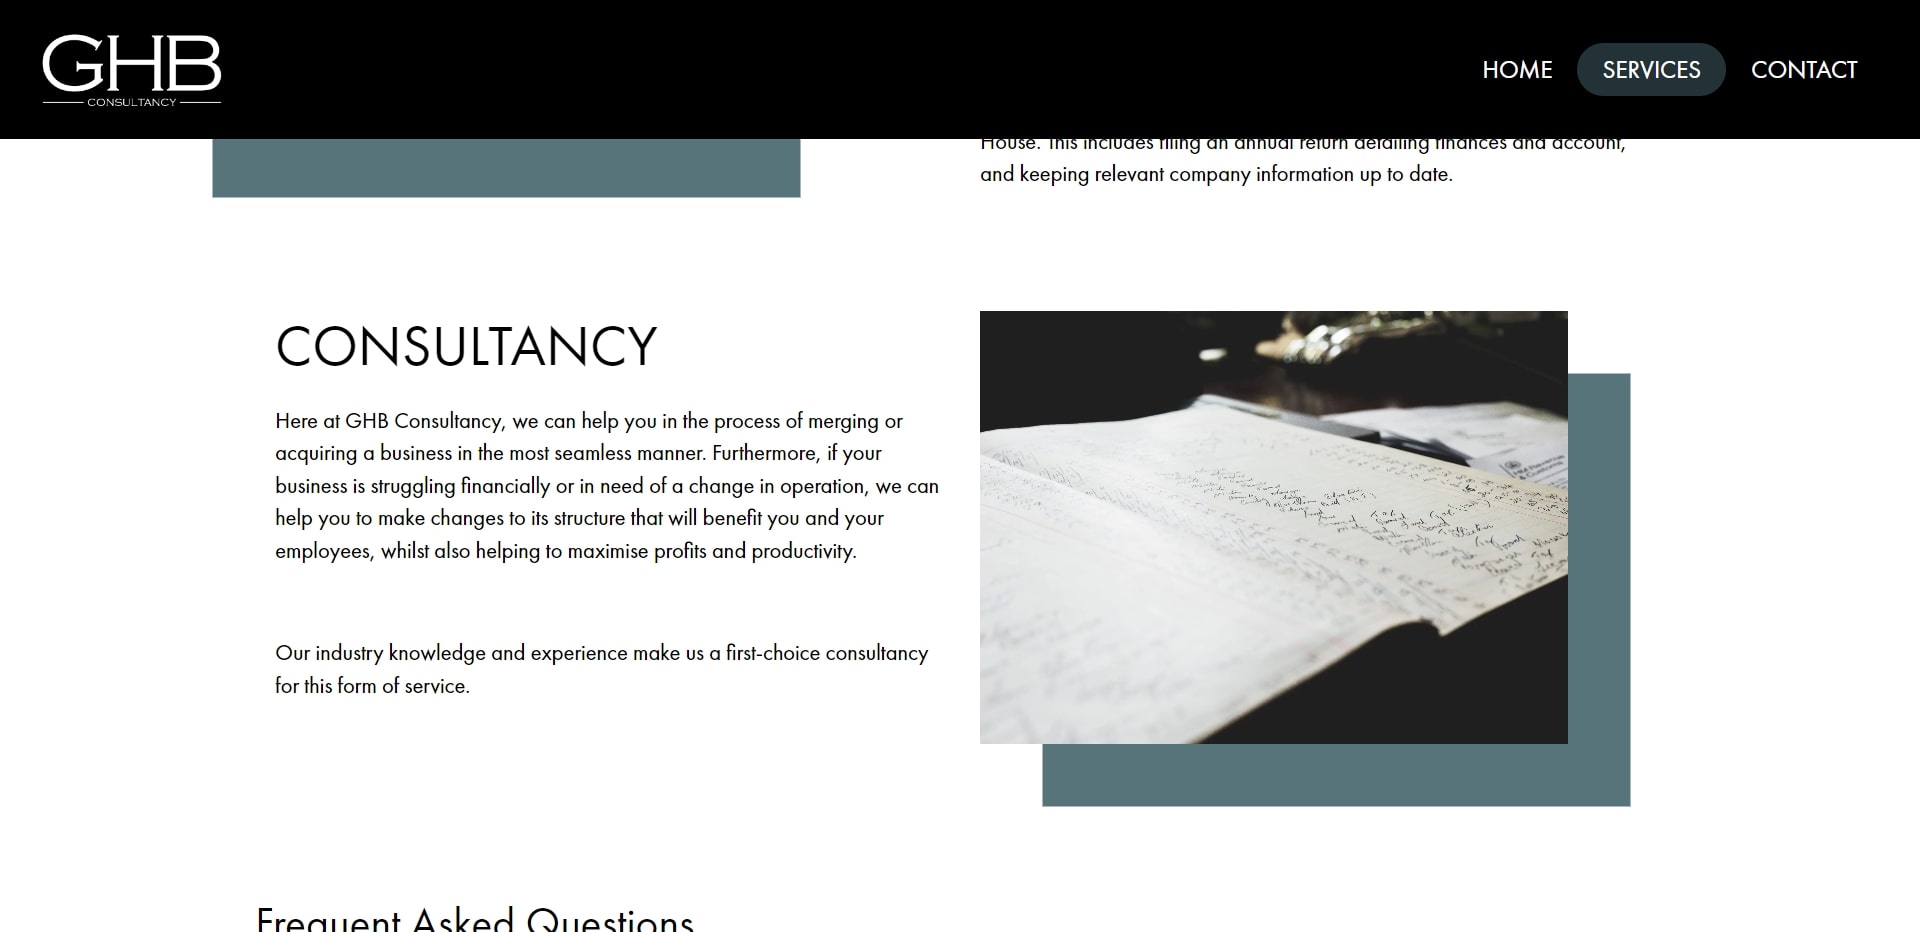 GHB
CONSULTANCY
HOME
SERVICES
CONTACT
House. This includes filing an annual return detailing finances and account,
and keeping relevant company information up to date.
CONSULTANCY
Here at GHB Consultancy, we can help you in the process of merging or
acquiring a business in the most seamless manner. Furthermore, if your
business is struggling financially or in need of a change in operation, we can
help you to make changes to its structure that will benefit you and your
employees, whilst also helping to maximise profits and productivity.
Our industry knowledge and experience make us a first-choice consultancy
for this form of service.
Frequent Asked Questions